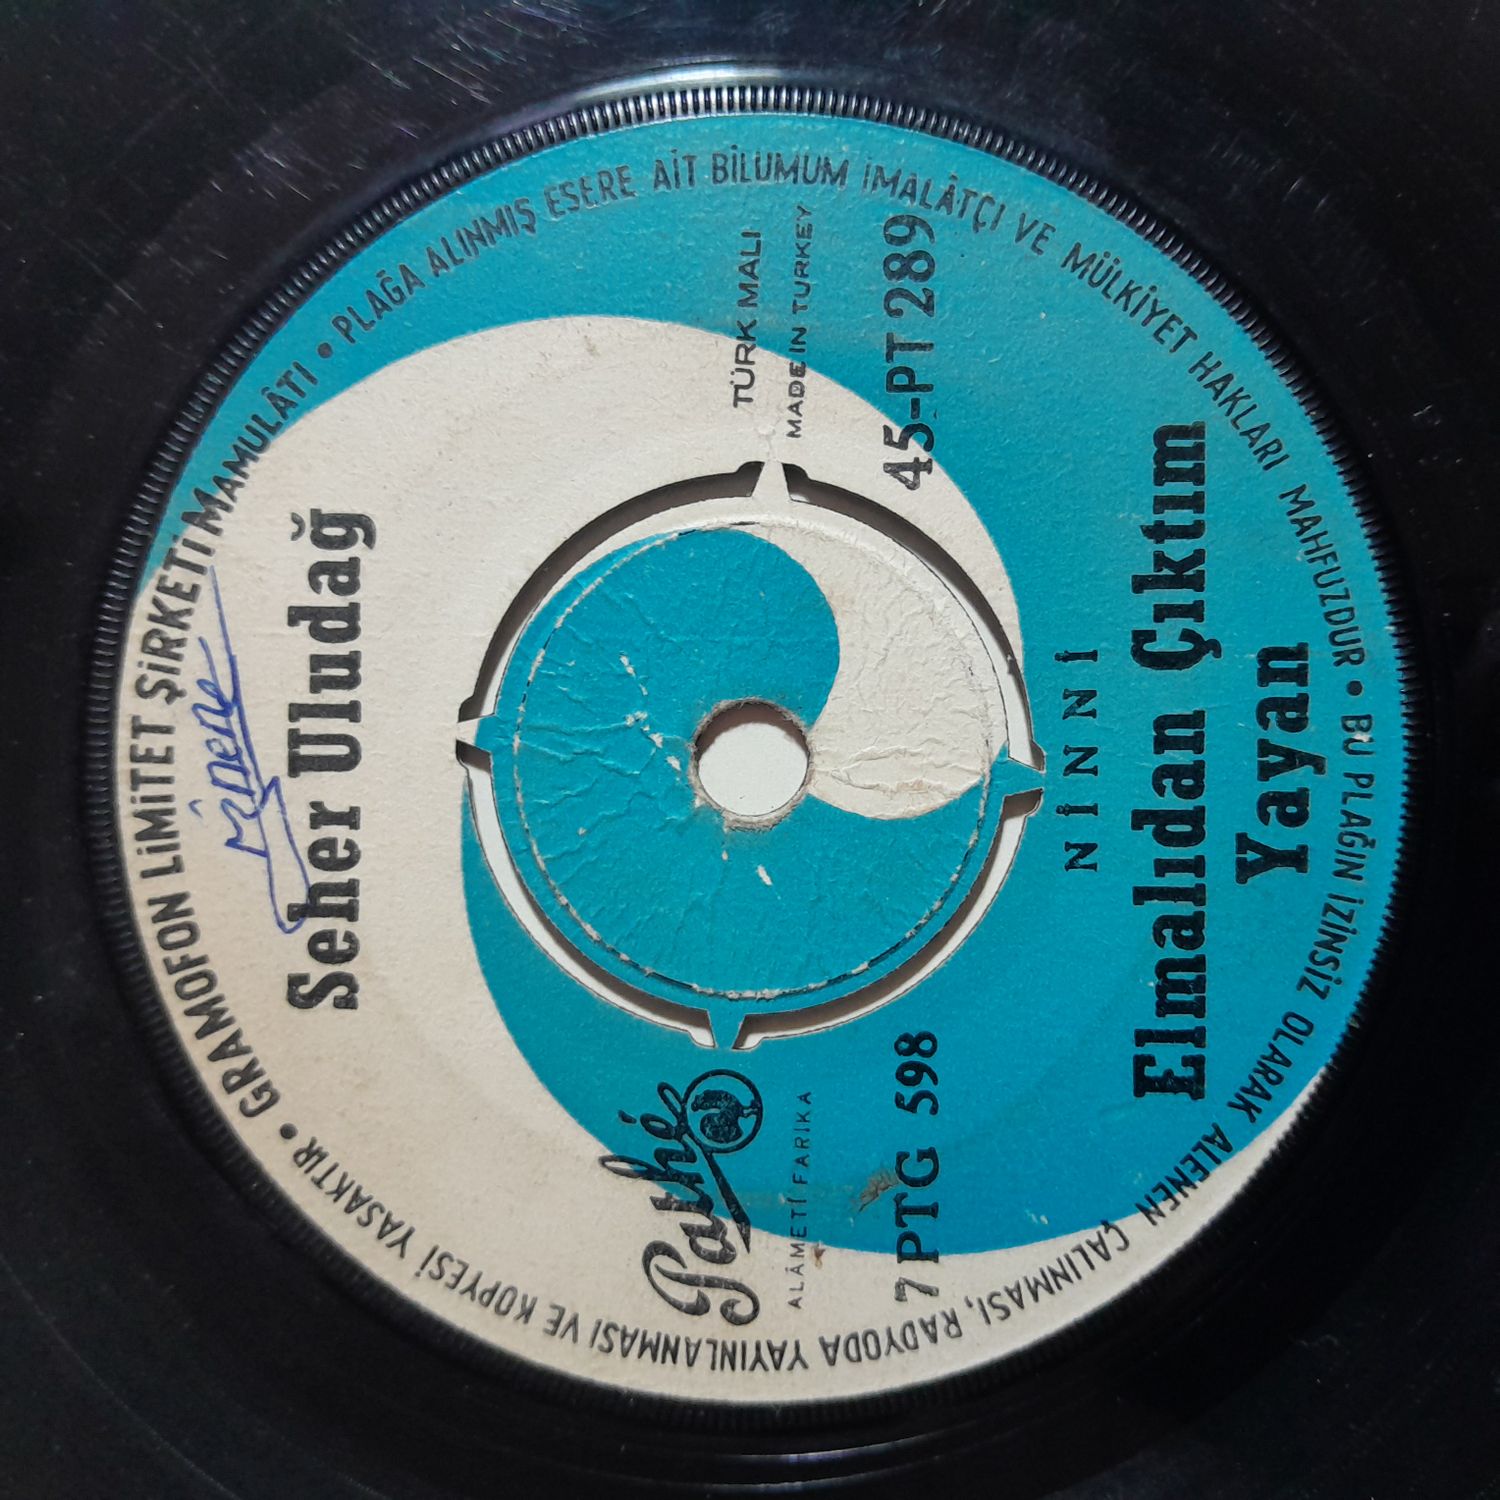 GRAMOFON LİMİTET ŞİRKETİ MAMULÂTI • PLAĞA ALINMIŞ ESERE AİT BİLUMUM İMALÂTÇI VE MÜLKİYET HAKLARI MAHFUZDUR • BU PLAĞIN İZİNSİZ OLARAK ALENEN ÇALINMASI, RADYODA YAYINLANMASI VE KOPYESİ YASAKTIR •
Seher Uludağ
Pathé
ALÂMETİ FARİKA
TÜRK MALI
MADE IN TURKEY
7 PTG 598
45-PT 289
NİNNİ
Elmalıdan Çıktım
Yayan